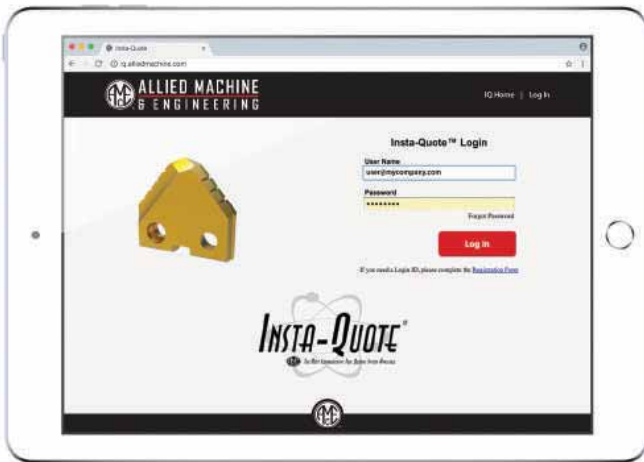 Insta-Quote
iq.alliedmachine.com
ALLIED MACHINE
& ENGINEERING
IQ Home | Log In
Insta-Quote™ Login
User Name
user@mycompany.com
Password
Forgot Password
Log in
If you need a Login ID, please complete the Registration Form
INSTA-QUOTE®